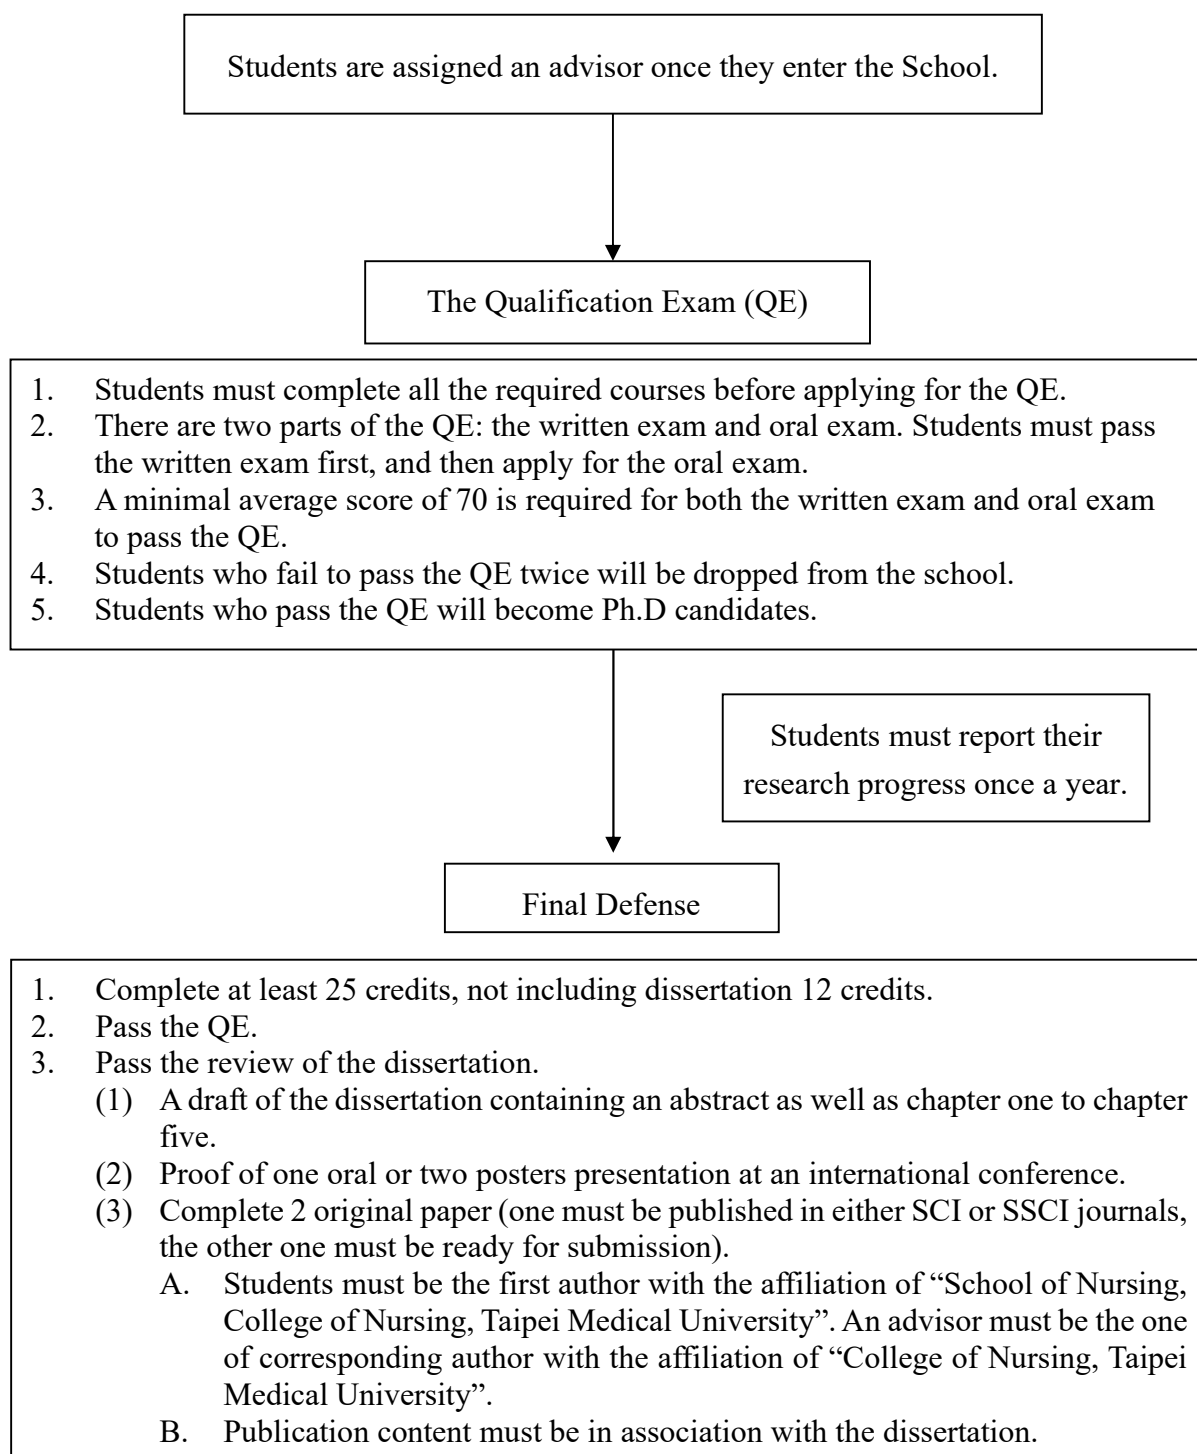 Students are assigned an advisor once they enter the School.
The Qualification Exam (QE)
1. Students must complete all the required courses before applying for the QE.
2. There are two parts of the QE: the written exam and oral exam. Students must pass
the written exam first, and then apply for the oral exam.
3. A minimal average score of 70 is required for both the written exam and oral exam
to pass the QE.
4. Students who fail to pass the QE twice will be dropped from the school.
5. Students who pass the QE will become Ph.D candidates.
Students must report their
research progress once a year.
Final Defense
1. Complete at least 25 credits, not including dissertation 12 credits.
2. Pass the QE.
3. Pass the review of the dissertation.
(1) A draft of the dissertation containing an abstract as well as chapter one to chapter
five.
(2) Proof of one oral or two posters presentation at an international conference.
(3) Complete 2 original paper (one must be published in either SCI or SSCI journals,
the other one must be ready for submission).
A. Students must be the first author with the affiliation of “School of Nursing,
College of Nursing, Taipei Medical University”. An advisor must be the one
of corresponding author with the affiliation of “College of Nursing, Taipei
Medical University”.
B. Publication content must be in association with the dissertation.